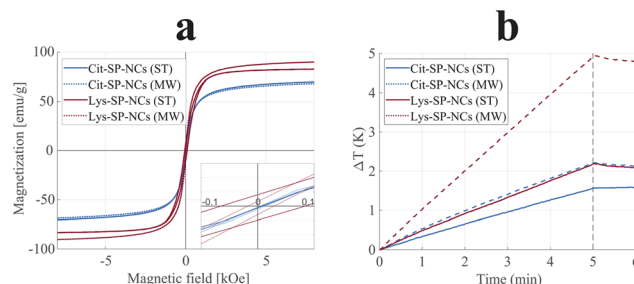 a
100
50
0
-50
-100
Magnetization [emu/g]
Cit-SP-NCs (ST)
Cit-SP-NCs (MW)
Lys-SP-NCs (ST)
Lys-SP-NCs (MW)
-0.1 0 0.1
-5 0 5
Magnetic field [kOe]
b
5
4
3
2
1
0
ΔT (K)
Cit-SP-NCs (ST)
Cit-SP-NCs (MW)
Lys-SP-NCs (ST)
Lys-SP-NCs (MW)
0 1 2 3 4 5 6
Time (min)